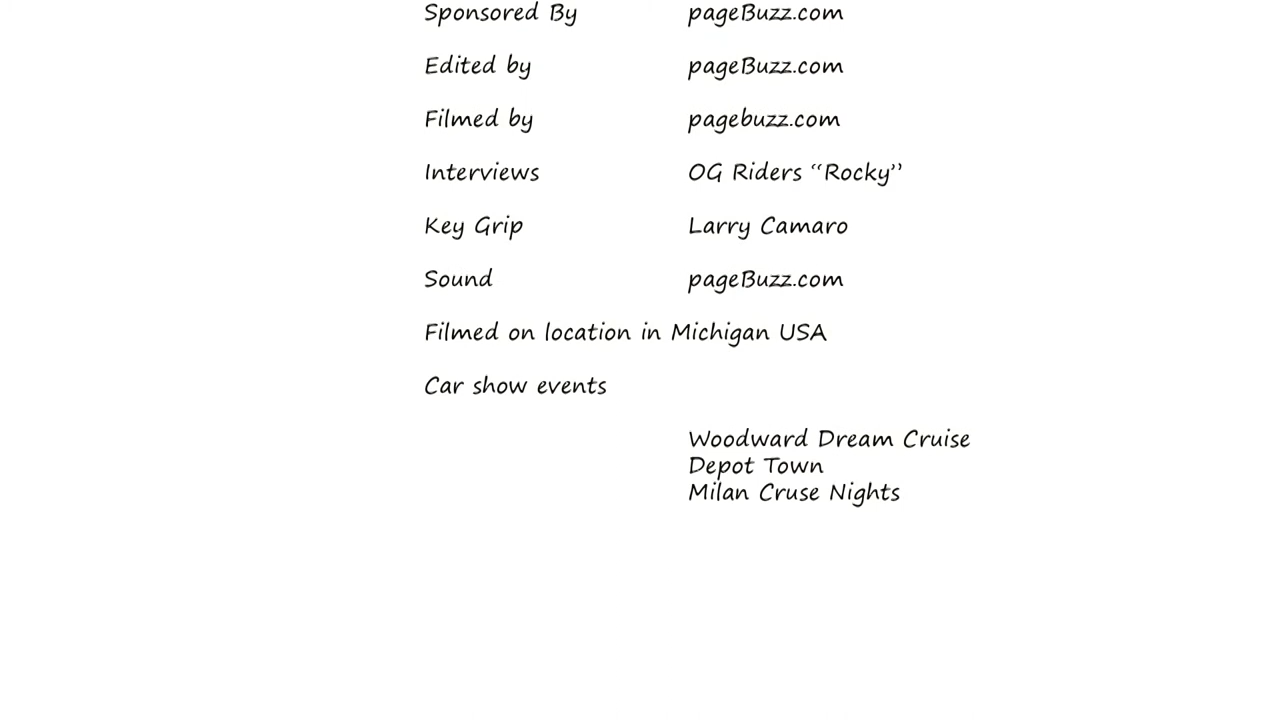 Sponsored By pageBuzz.com
Edited by pageBuzz.com
Filmed by pagebuzz.com
Interviews OG Riders “Rocky”
Key Grip Larry Camaro
Sound pageBuzz.com
Filmed on location in Michigan USA
Car show events
Woodward Dream Cruise
Depot Town
Milan Cruse Nights